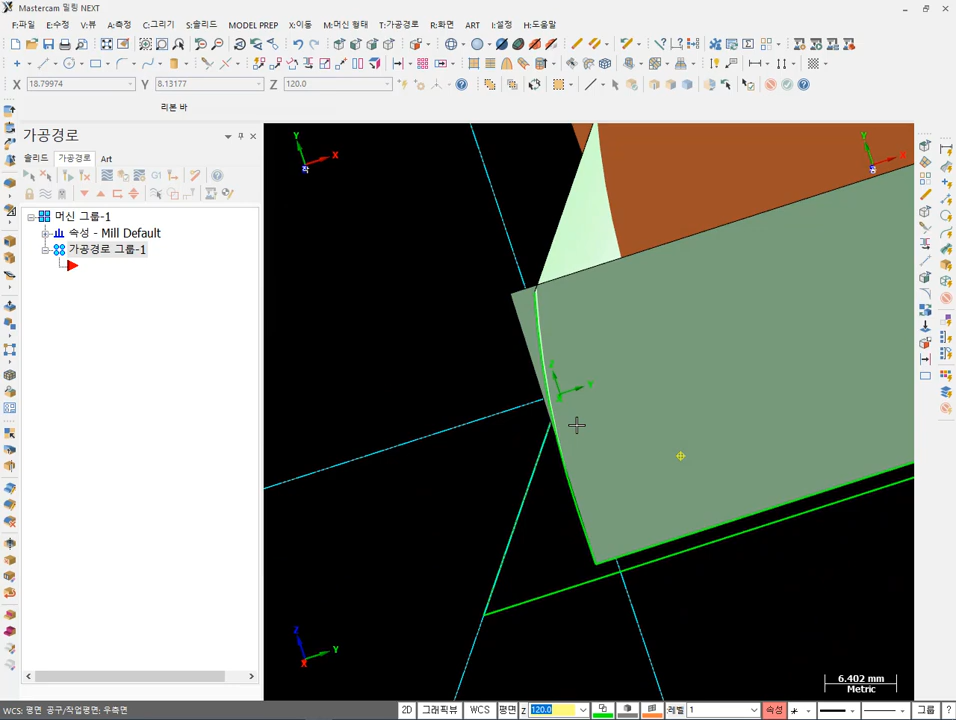 Mastercam 밀링 NEXT
F:파일 E:수정 V:뷰 A:측정 C:그리기 S:솔리드 MODEL PREP X:이동 M:머신 형태 T:가공경로 R:화면 ART I:설정 H:도움말
X 18.79974 Y 8.13177 Z 120.0
리본 바
가공경로
솔리드 가공경로 Art
G1
머신 그룹-1
속성 - Mill Default
가공경로 그룹-1
Y X
Y X
Z Y
Z Y X
6.402 mm
Metric
WCS: 평면 공구/작업평면: 우측면 2D 그래픽뷰 WCS 평면 Z 120.0 레벨 1 속성 그룹 ?